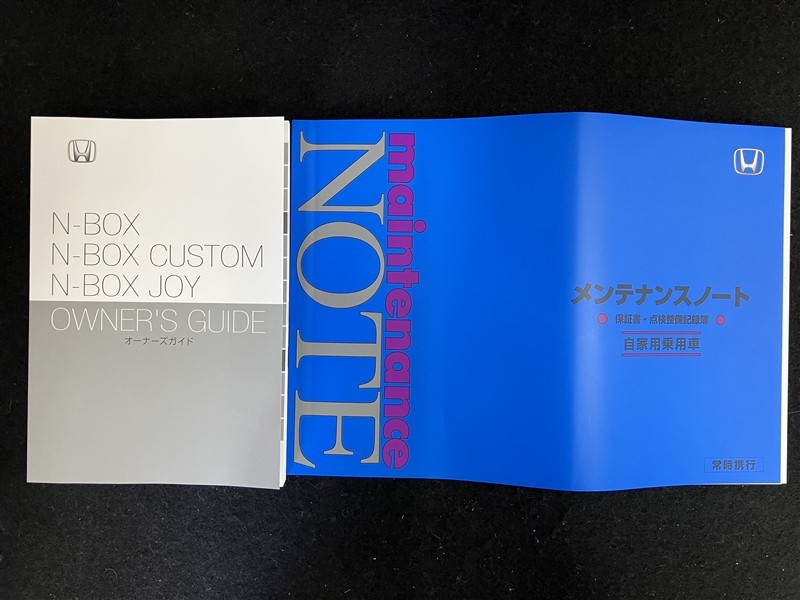 N-BOX
N-BOX CUSTOM
N-BOX JOY
OWNER'S GUIDE
オーナーズガイド
maintenance
NOTE
メンテナンスノート
保証書・点検整備記録簿
自家用乗用車
常時携行